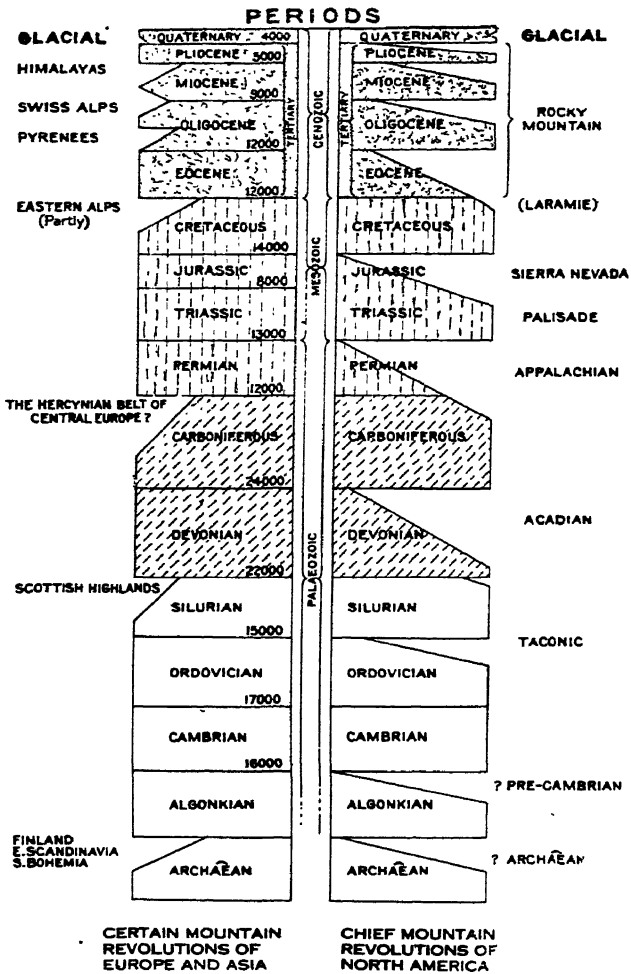 PERIODS
GLACIAL
QUATERNARY 4000
PLIOCENE 5000
HIMALAYAS
MIOCENE
9000
SWISS ALPS
OLIGOCENE
PYRENEES
12000
EOCENE
12000
TERTIARY
EASTERN ALPS
(Partly)
CRETACEOUS
14000
JURASSIC
8000
TRIASSIC
13000
PERMIAN
12000
THE HERCYNIAN BELT OF
CENTRAL EUROPE ?
CARBONIFEROUS
24000
DEVONIAN
22000
SCOTTISH HIGHLANDS
SILURIAN
15000
ORDOVICIAN
17000
CAMBRIAN
16000
ALGONKIAN
FINLAND
E. SCANDINAVIA
S. BOHEMIA
ARCHÆAN
CENOZOIC
MESOZOIC
PALAEOZOIC
QUATERNARY
GLACIAL
PLIOCENE
MIOCENE
OLIGOCENE
EOCENE
TERTIARY
ROCKY
MOUNTAIN
CRETACEOUS
(LARAMIE)
JURASSIC
SIERRA NEVADA
TRIASSIC
PALISADE
PERMIAN
APPALACHIAN
CARBONIFEROUS
DEVONIAN
ACADIAN
SILURIAN
TACONIC
ORDOVICIAN
CAMBRIAN
? PRE-CAMBRIAN
ALGONKIAN
ARCHÆAN
? ARCHÆAN
CERTAIN MOUNTAIN
REVOLUTIONS OF
EUROPE AND ASIA
CHIEF MOUNTAIN
REVOLUTIONS OF
NORTH AMERICA